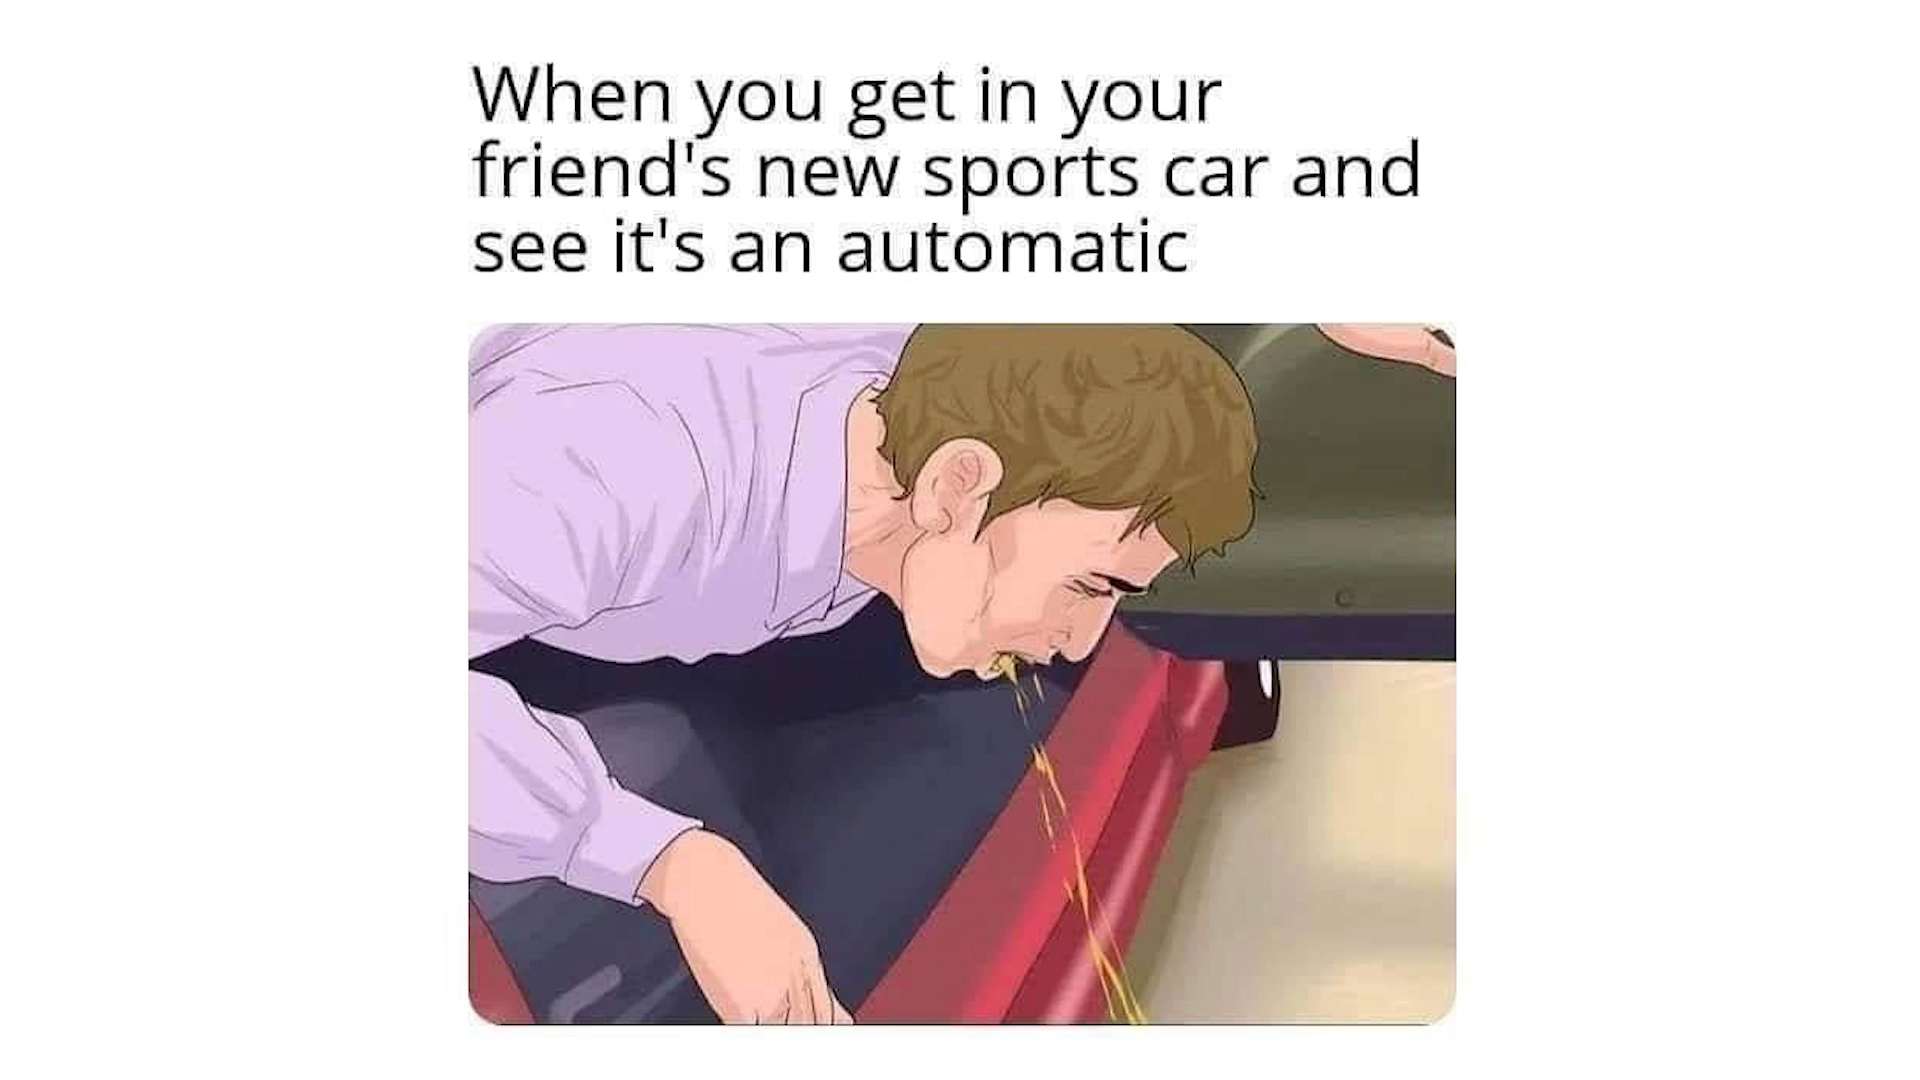 When you get in your
friend's new sports car and
see it's an automatic